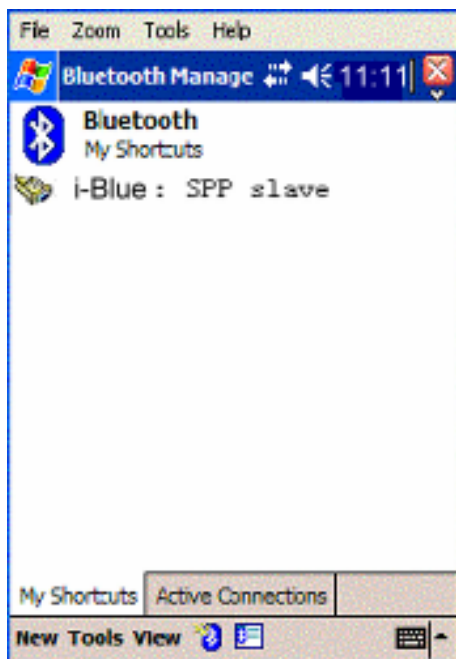 File Zoom Tools Help
Bluetooth Manage 11:11
Bluetooth
My Shortcuts
i-Blue : SPP slave
My Shortcuts Active Connections
New Tools View